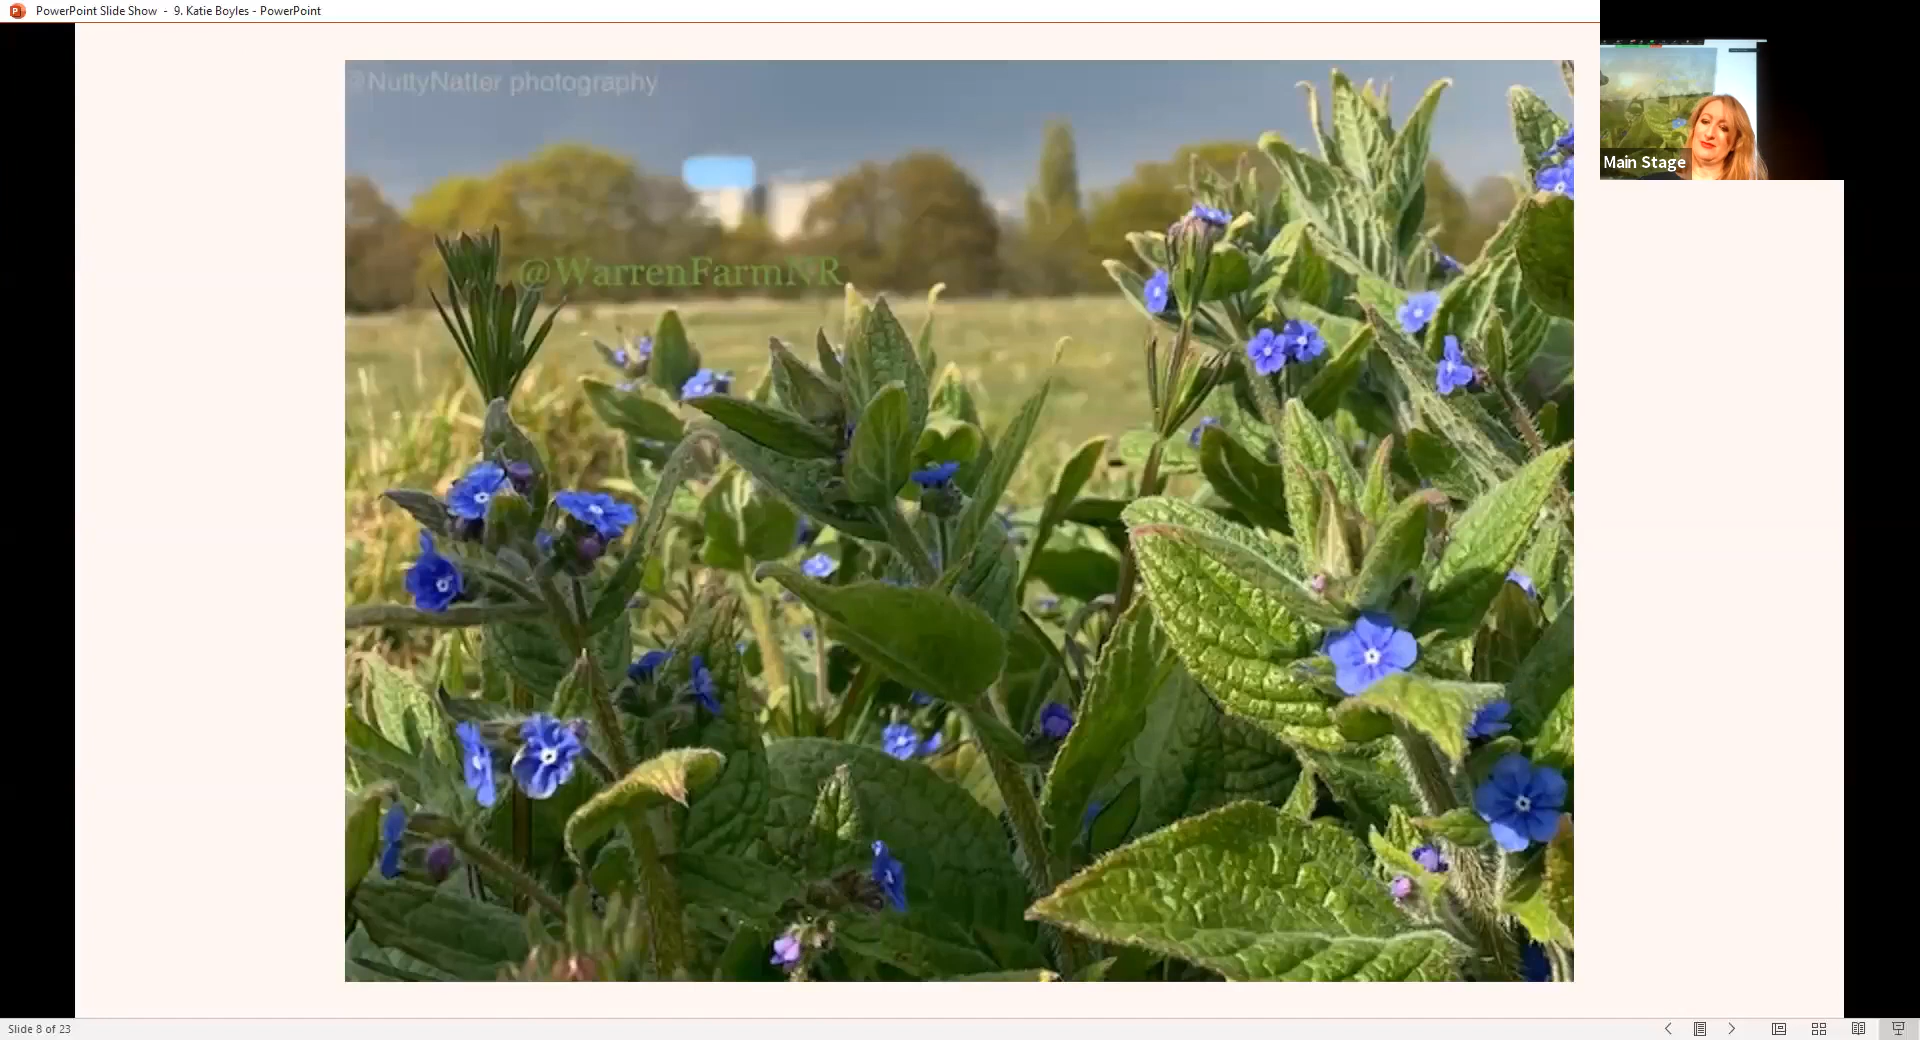 PowerPoint Slide Show - 9. Katie Boyles - PowerPoint
@NuttyNatter photography
Main Stage
@WarrenFarmNR
Slide 8 of 23